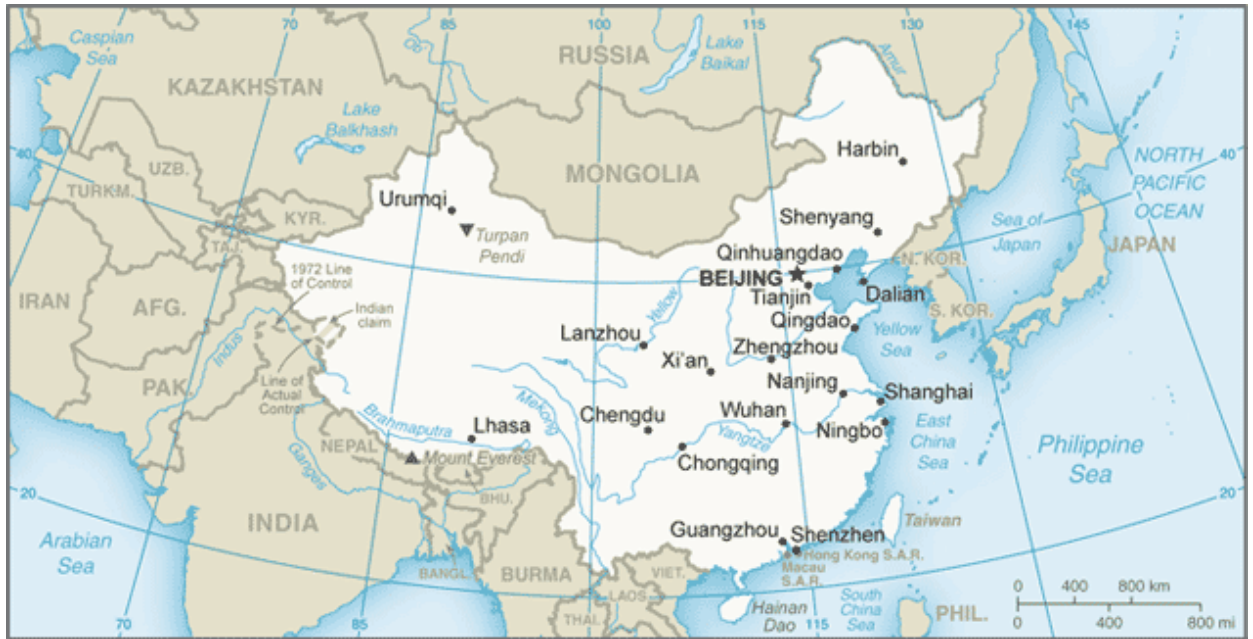 70
85
100
115
130
145
Caspian
Sea
Ob
RUSSIA
Lake
Baikal
Amur
KAZAKHSTAN
Lake
Balkhash
40
UZB.
TURKM.
KYR.
TAJ.
MONGOLIA
Harbin
NORTH
PACIFIC
OCEAN
40
Urumqi
Turpan
Pendi
Shenyang
Sea of
Japan
JAPAN
Qinhuangdao
N. KOR.
BEIJING
Tianjin
Dalian
IRAN
AFG.
1972 Line
of Control
Indian
claim
S. KOR.
Qingdao
Yellow
Sea
Lanzhou
Yellow
Zhengzhou
Xi'an
Indus
PAK.
Line of
Actual
Control
Nanjing
Shanghai
Mekong
Chengdu
Wuhan
Yangtze
Ningbo
East
China
Sea
Brahmaputra
Lhasa
NEPAL
Mount Everest
Chongqing
Philippine
Sea
Ganges
BHU.
20
20
INDIA
Arabian
Sea
Guangzhou
Shenzhen
Taiwan
Hong Kong S.A.R.
Macau
S.A.R.
BANGL.
BURMA
VIET.
LAOS
THAI.
Hainan
Dao
South
China
Sea
PHIL.
0 400 800 km
0 400 800 mi
70
85
115